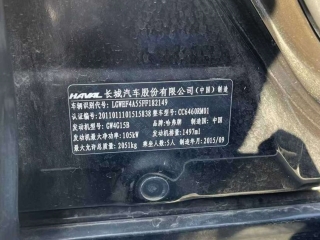 HAVAL 长城汽车股份有限公司(中国)制造
车辆识别代号:LGWEF4A55FF182149
认证编号:2011011101515838 整车型号:CC6460RM01
发动机型号:GW4G15B 品牌:哈弗牌 制造国:中国
发动机最大净功率:105kW 发动机排量:1497ml
最大允许总质量:2051kg 乘坐人数:5人 制造年月:2015/09